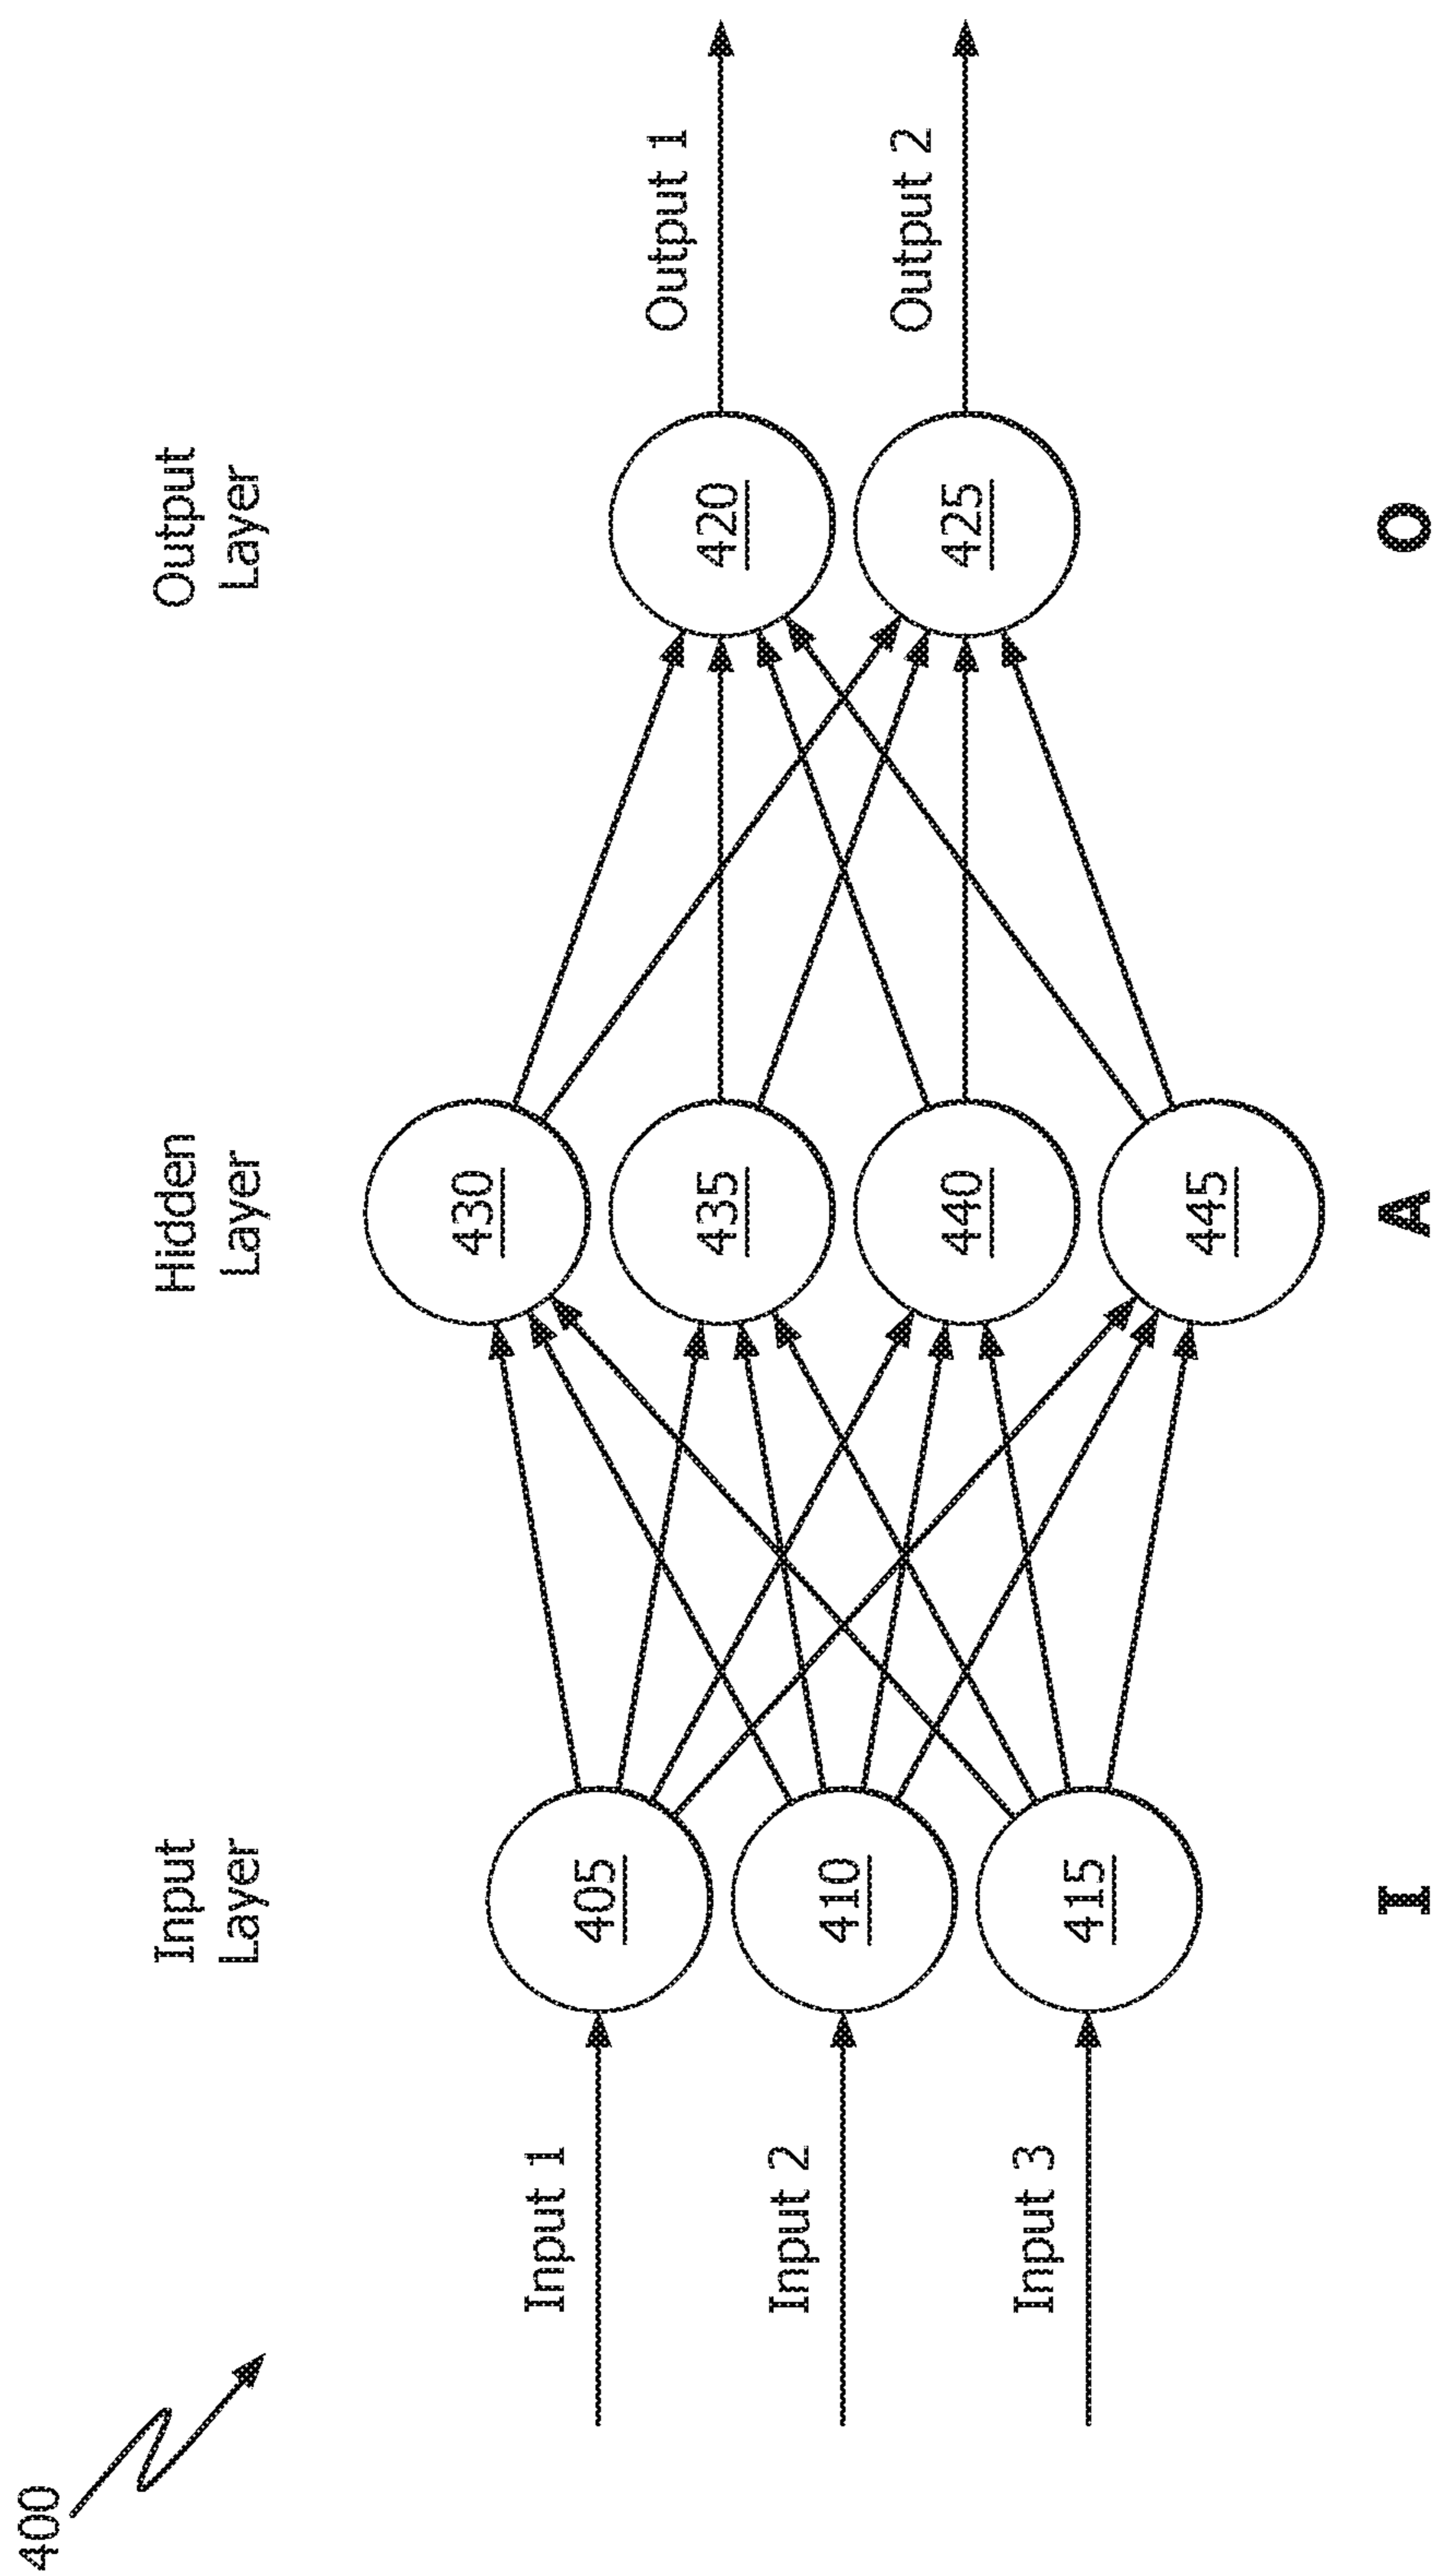 400
Input
Layer
Hidden
Layer
Output
Layer
Input 1
Input 2
Input 3
405
410
415
430
435
440
445
420
425
Output 1
Output 2
I
A
O